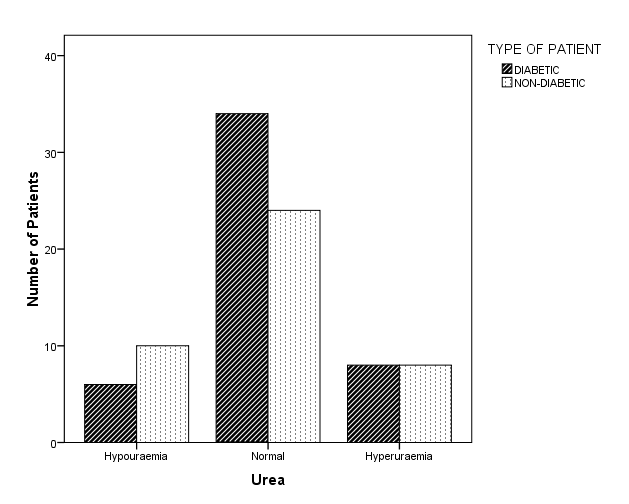 TYPE OF PATIENT
DIABETIC
NON-DIABETIC
40
30
20
10
0
Number of Patients
Hypouraemia Normal Hyperuraemia
Urea